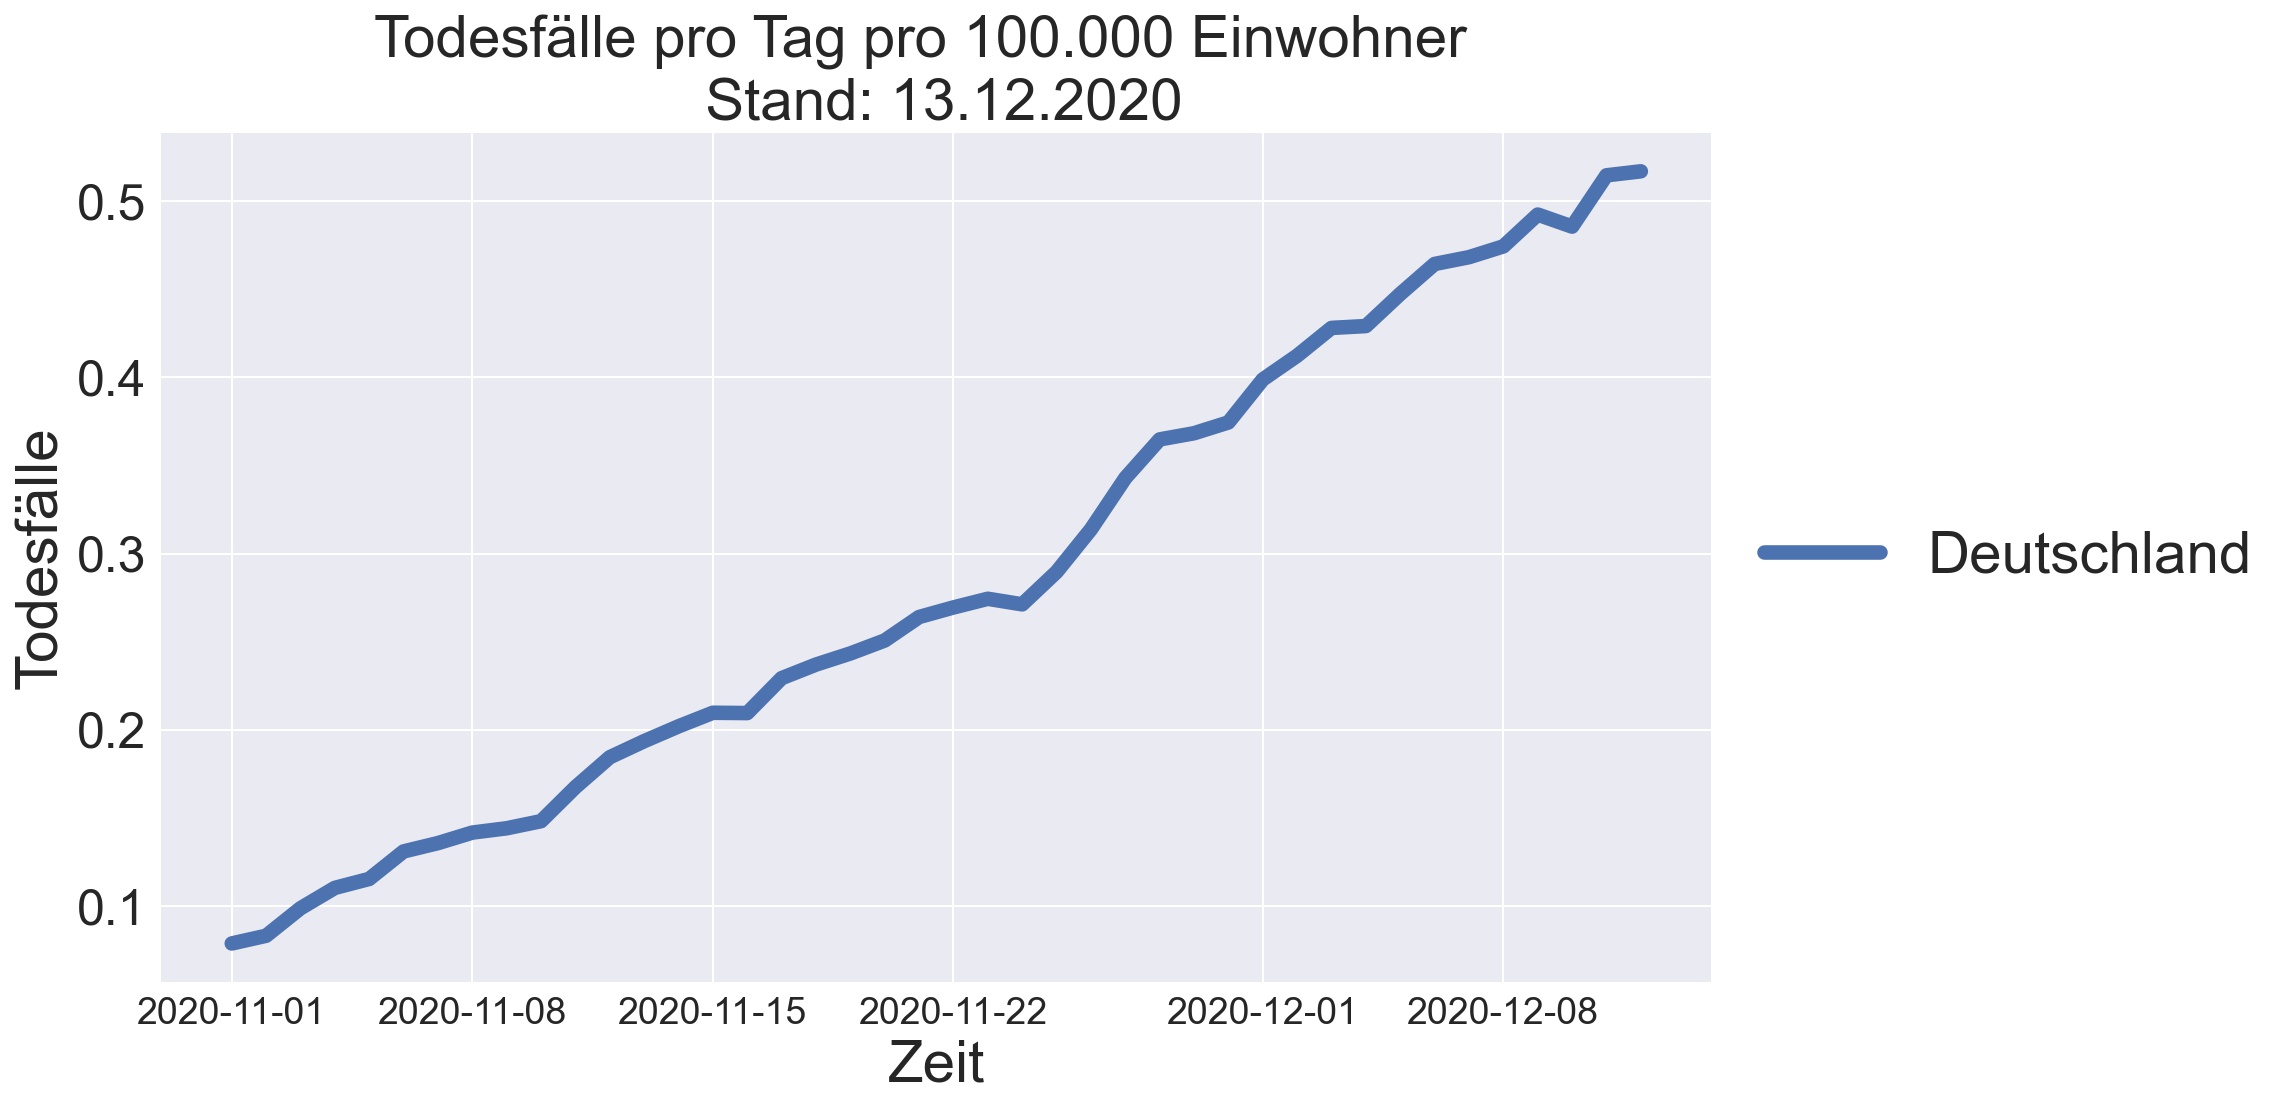 Todesfälle pro Tag pro 100.000 Einwohner
Stand: 13.12.2020
0.5
0.4
0.3
0.2
0.1
Todesfälle
2020-11-01 2020-11-08 2020-11-15 2020-11-22 2020-12-01 2020-12-08
Zeit
Deutschland